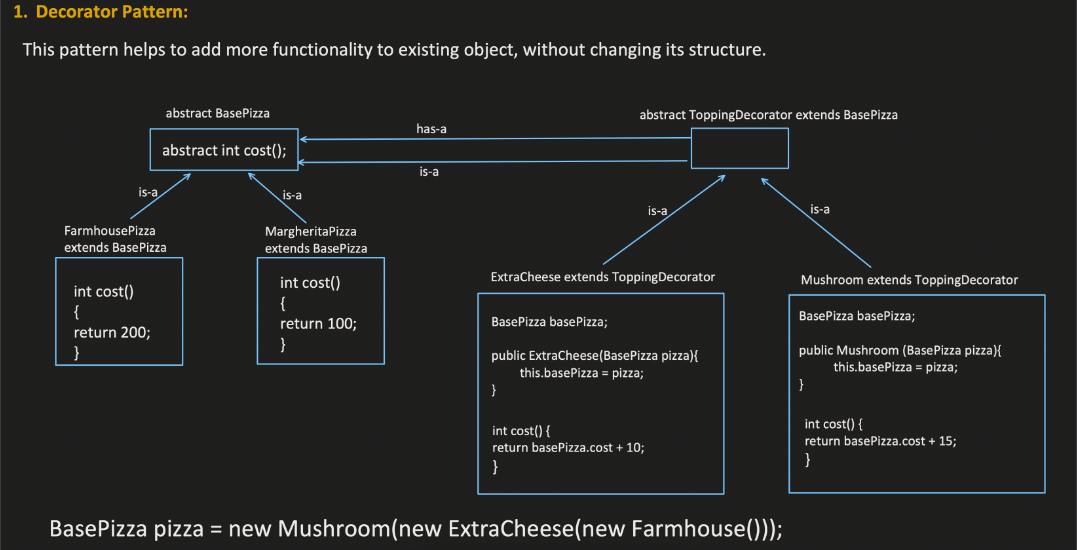 1. Decorator Pattern:
This pattern helps to add more functionality to existing object, without changing its structure.
abstract BasePizza
abstract int cost();
has-a
is-a
abstract ToppingDecorator extends BasePizza
is-a
is-a
FarmhousePizza
extends BasePizza
int cost()
{
return 200;
}
MargheritaPizza
extends BasePizza
int cost()
{
return 100;
}
is-a
is-a
ExtraCheese extends ToppingDecorator
BasePizza basePizza;
public ExtraCheese(BasePizza pizza){
this.basePizza = pizza;
}
int cost() {
return basePizza.cost + 10;
}
Mushroom extends ToppingDecorator
BasePizza basePizza;
public Mushroom (BasePizza pizza){
this.basePizza = pizza;
}
int cost() {
return basePizza.cost + 15;
}
BasePizza pizza = new Mushroom(new ExtraCheese(new Farmhouse()));